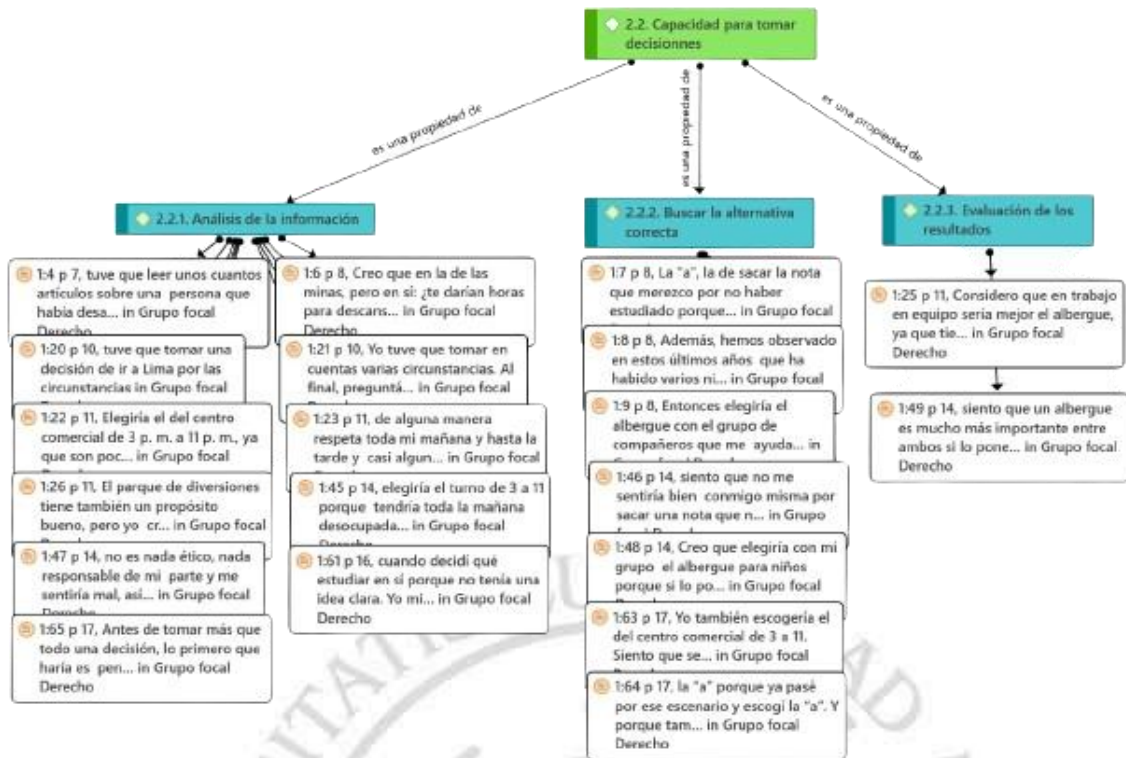 2.2. Capacidad para tomar
decisionnes
es una propiedad de
es una propiedad de
es una propiedad de
2.2.1. Análisis de la información
2.2.2. Buscar la alternativa
correcta
2.2.3. Evaluación de los
resultados
1:4 p 7, tuve que leer unos cuantos
artículos sobre una persona que
había desa... in Grupo focal
Derecho
1:20 p 10, tuve que tomar una
decisión de ir a Lima por las
circunstancias in Grupo focal
1:22 p 11, Elegiría el del centro
comercial de 3 p. m. a 11 p. m., ya
que son poc... in Grupo focal
1:26 p 11, El parque de diversiones
tiene también un propósito
bueno, pero yo cr... in Grupo focal
1:47 p 14, no es nada ético, nada
responsable de mi parte y me
sentiría mal, así... in Grupo focal
Derecho
1:65 p 17, Antes de tomar más que
todo una decisión, lo primero que
haría es pen... in Grupo focal
Derecho
1:6 p 8, Creo que en la de las
minas, pero en sí: ¿te darían horas
para descans... in Grupo focal
Derecho
1:21 p 10, Yo tuve que tomar en
cuentas varias circunstancias. Al
final, preguntá... in Grupo focal
1:23 p 11, de alguna manera
respeta toda mi mañana y hasta la
tarde y casi algun... in Grupo focal
1:45 p 14, elegiría el turno de 3 a 11
porque tendría toda la mañana
desocupada... in Grupo focal
1:61 p 16, cuando decidí qué
estudiar en sí porque no tenía una
idea clara. Yo mi... in Grupo focal
Derecho
1:7 p 8, La "a", la de sacar la nota
que merezco por no haber
estudiado porque... in Grupo focal
1:8 p 8, Además, hemos observado
en estos últimos años que ha
habido varios ni... in Grupo focal
1:9 p 8, Entonces elegiría el
albergue con el grupo de
compañeros que me ayuda... in
1:46 p 14, siento que no me
sentiría bien conmigo misma por
sacar una nota que n... in Grupo
1:48 p 14, Creo que elegiría con mi
grupo el albergue para niños
porque si lo po... in Grupo focal
1:63 p 17, Yo también escogería el
del centro comercial de 3 a 11.
Siento que se... in Grupo focal
1:64 p 17, la "a" porque ya pasé
por ese escenario y escogí la "a". Y
porque tam... in Grupo focal
Derecho
1:25 p 11, Considero que en trabajo
en equipo sería mejor el albergue,
ya que tie... in Grupo focal
Derecho
1:49 p 14, siento que un albergue
es mucho más importante entre
ambos si lo pone... in Grupo focal
Derecho